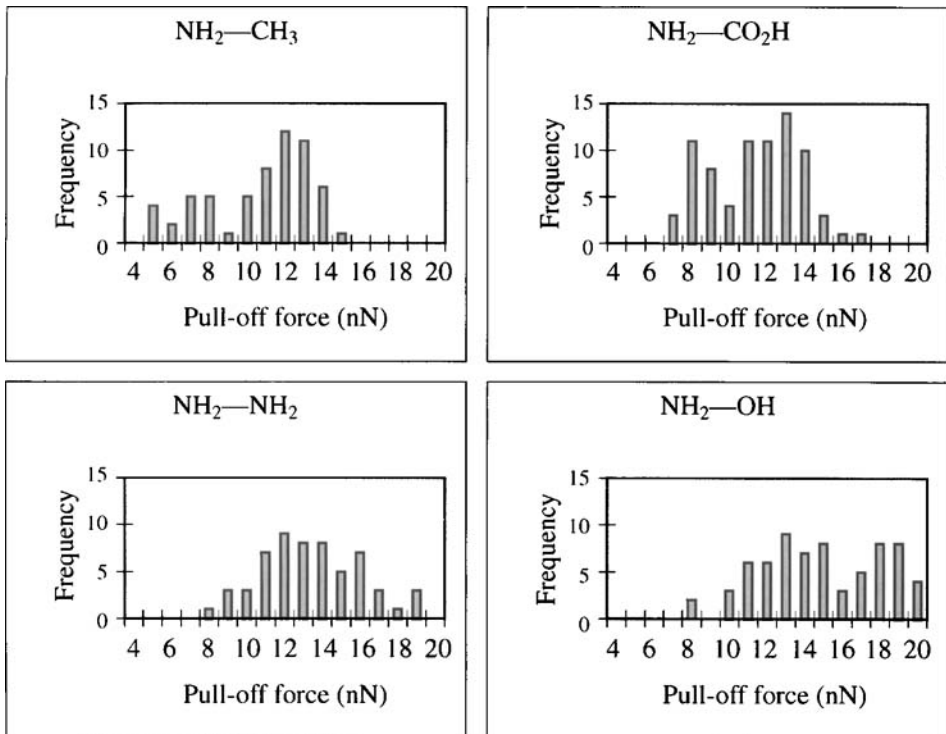 NH₂—CH₃
15
10
5
0
Frequency
4 6 8 10 12 14 16 18 20
Pull-off force (nN)
NH₂—CO₂H
15
10
5
0
Frequency
4 6 8 10 12 14 16 18 20
Pull-off force (nN)
NH₂—NH₂
15
10
5
0
Frequency
4 6 8 10 12 14 16 18 20
Pull-off force (nN)
NH₂—OH
15
10
5
0
Frequency
4 6 8 10 12 14 16 18 20
Pull-off force (nN)